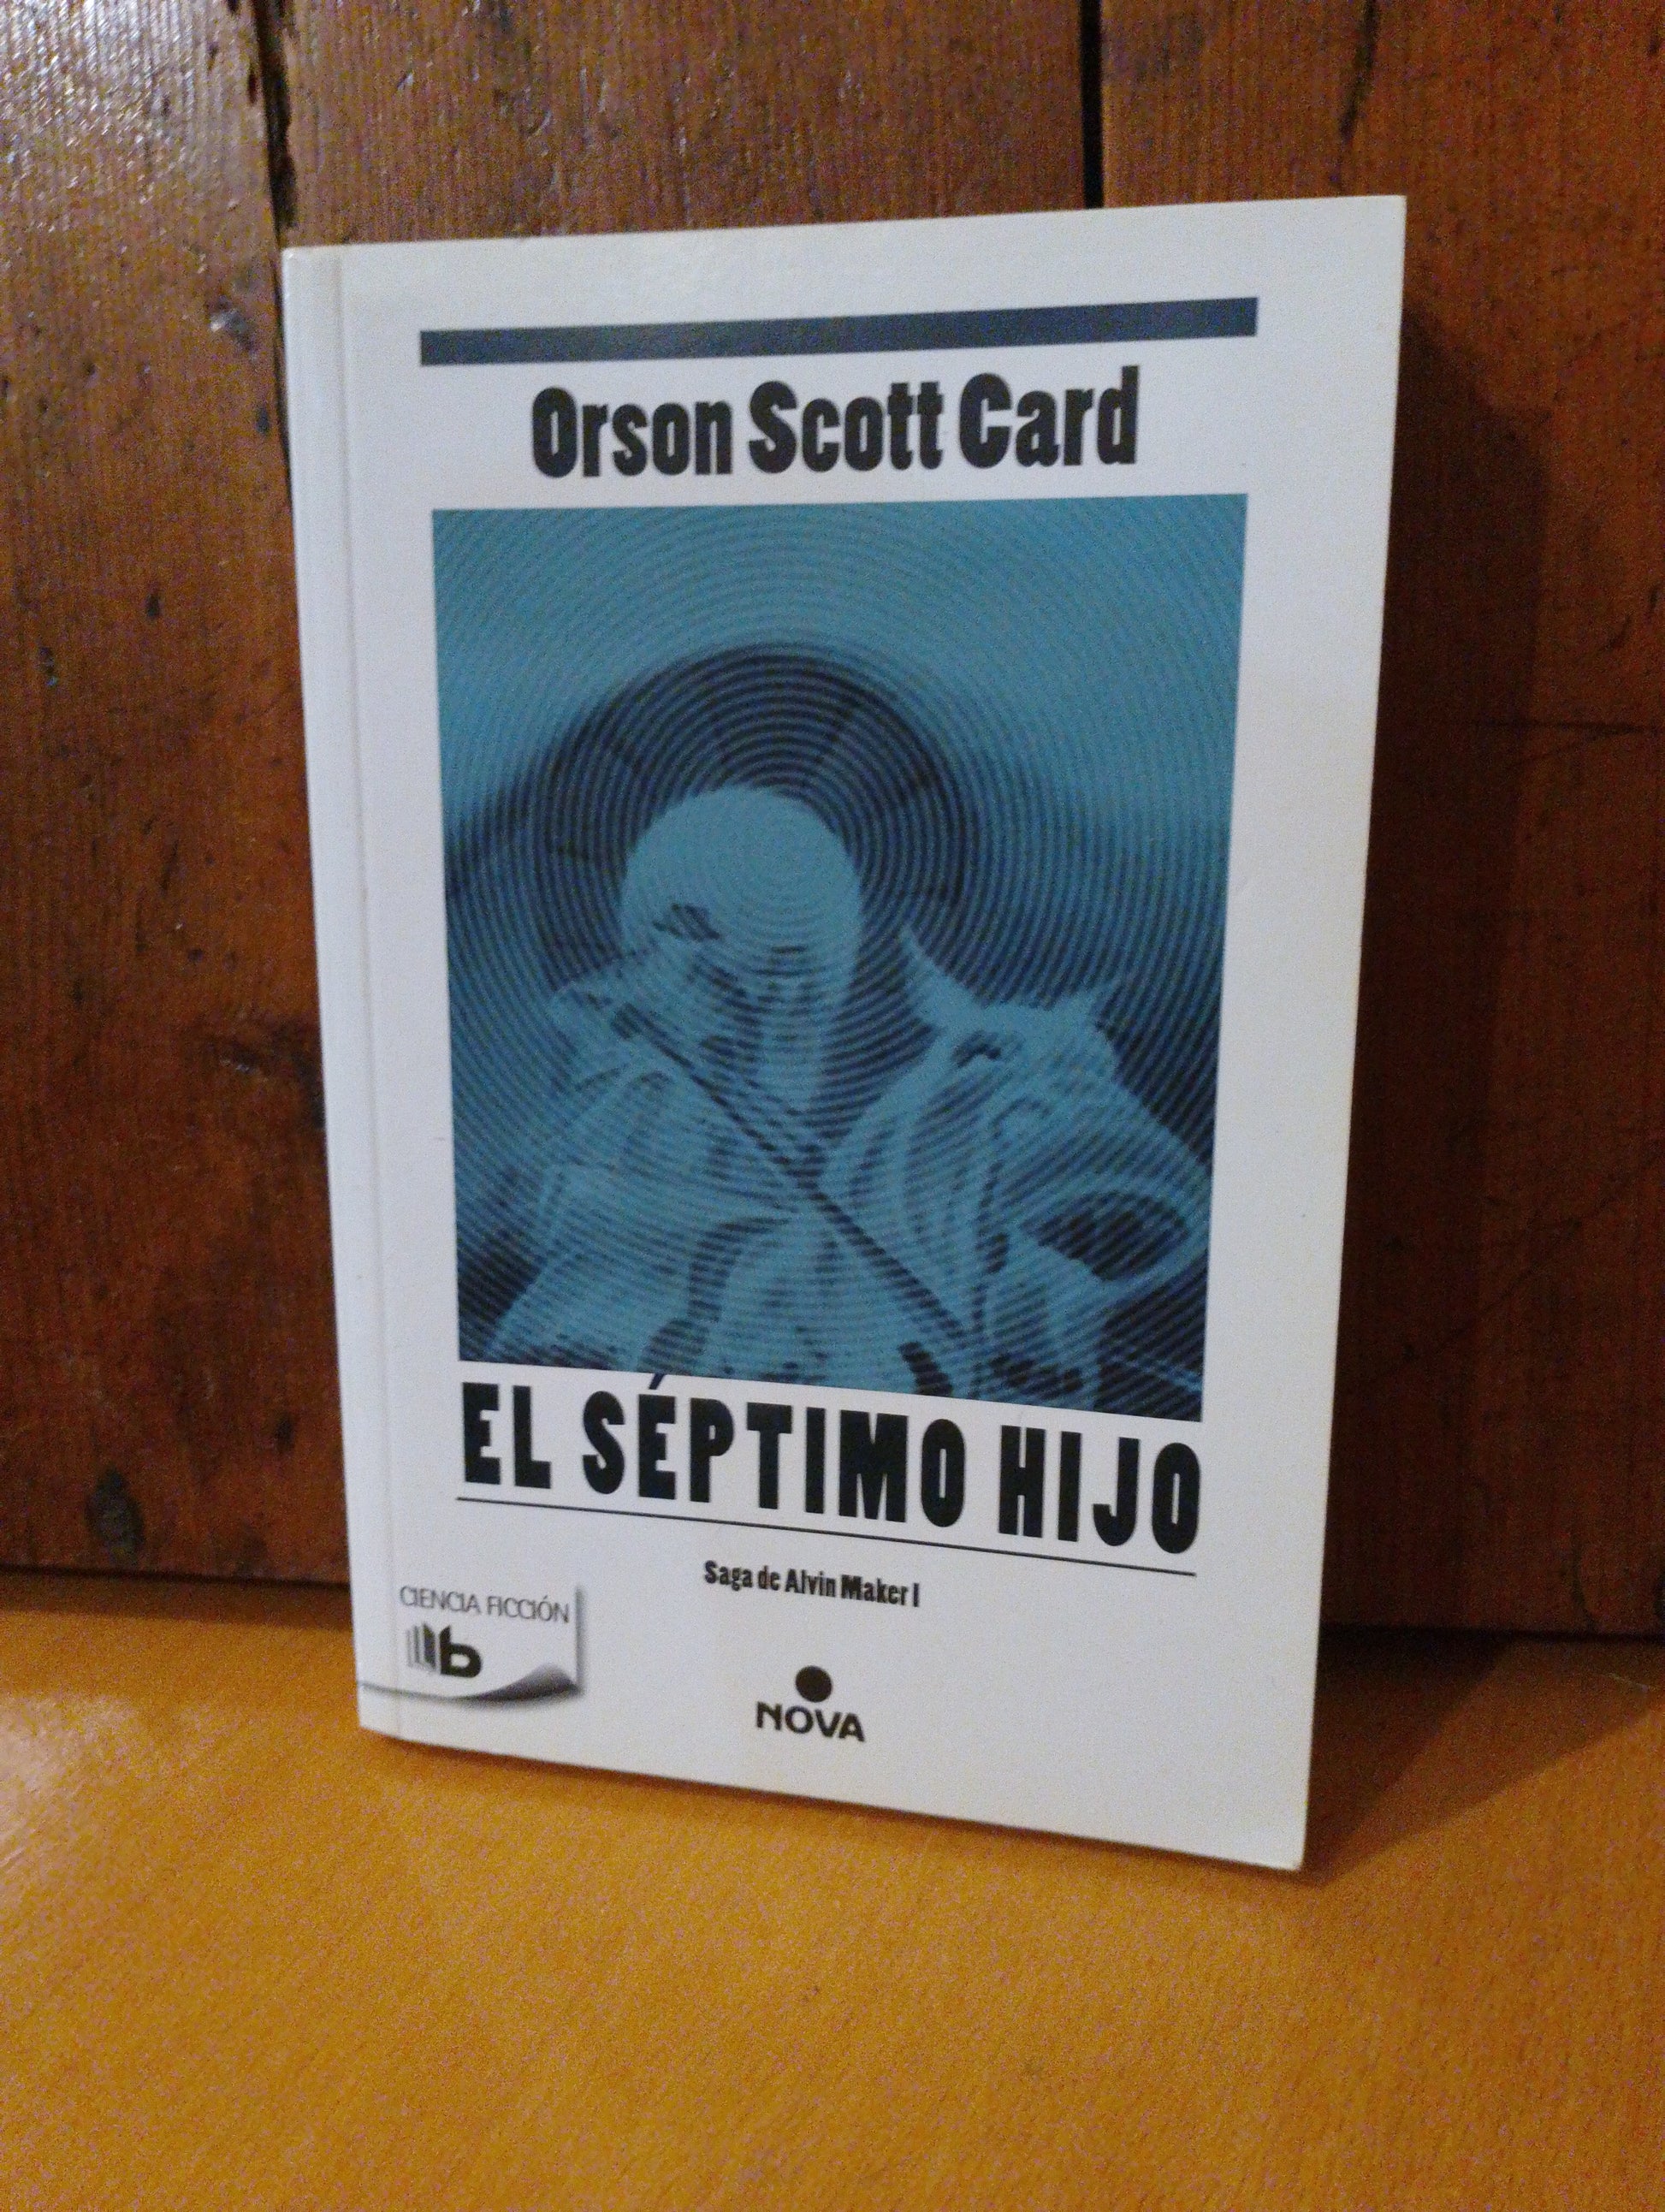 Orson Scott Card
EL SÉPTIMO HIJO
Saga de Alvin Maker I
CIENCIA FICCIÓN
b
NOVA